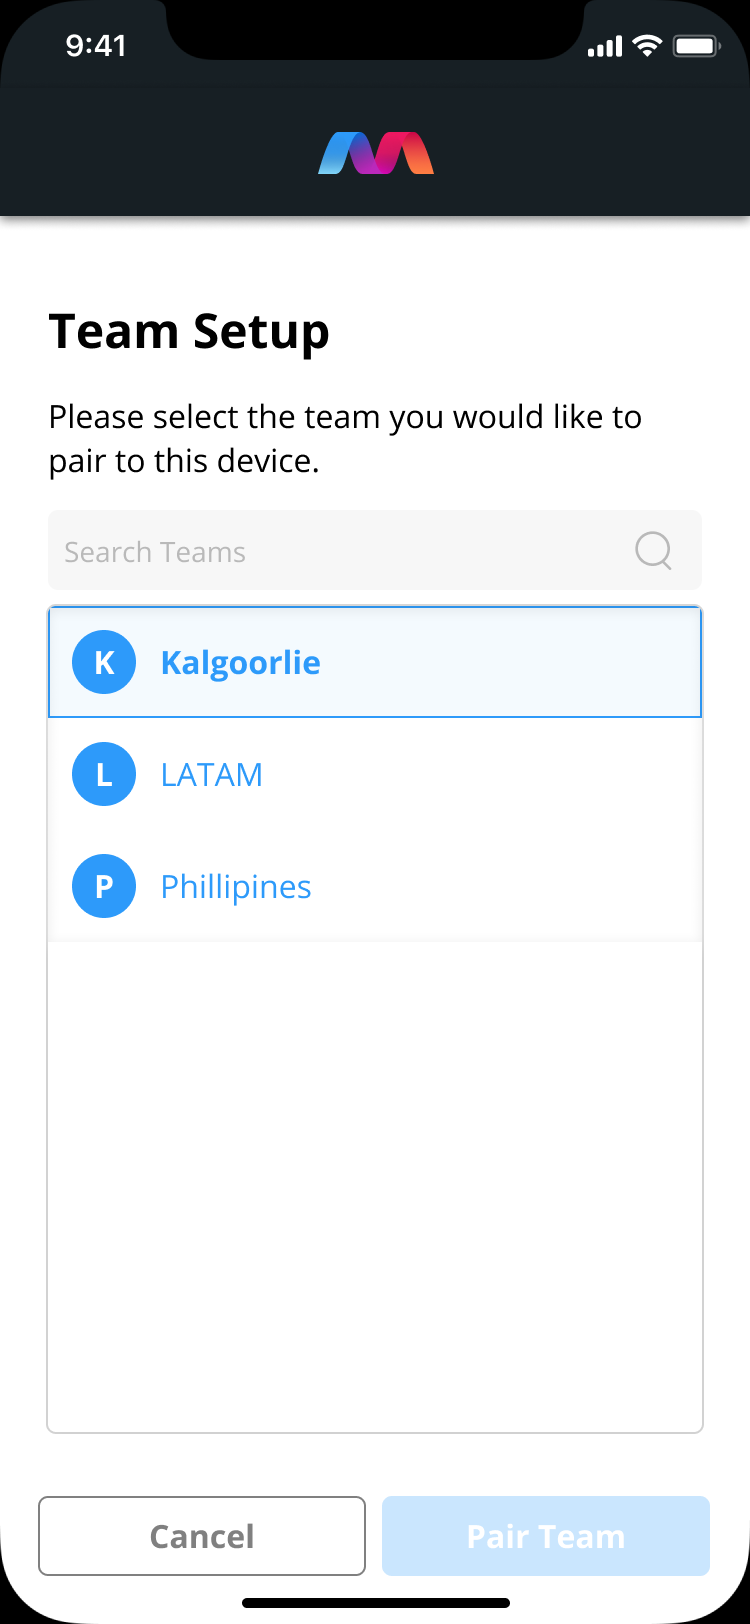 9:41
Team Setup
Please select the team you would like to
pair to this device.
Search Teams
K Kalgoorlie
L LATAM
P Phillipines
Cancel Pair Team